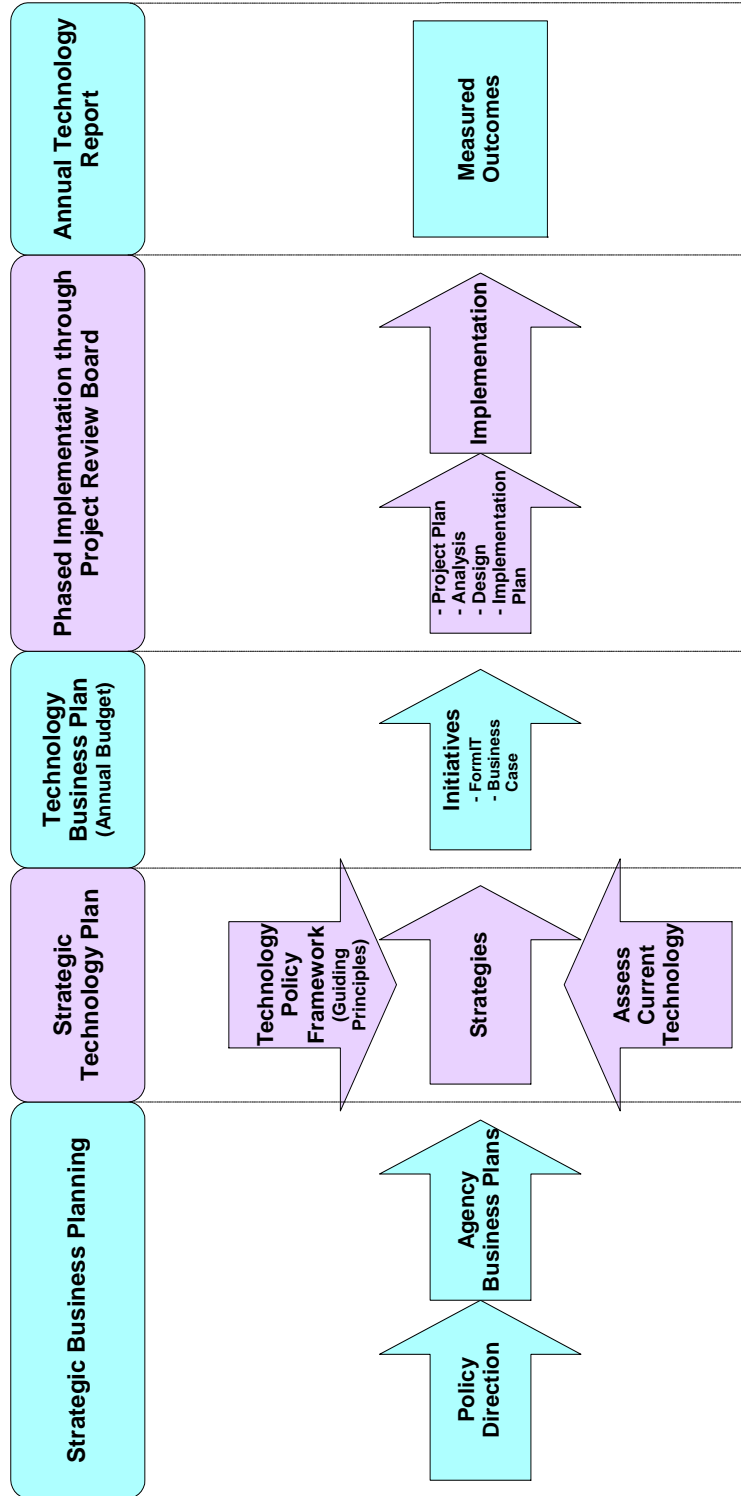 Strategic Business Planning
Strategic
Technology Plan
Technology
Business Plan
(Annual Budget)
Phased Implementation through
Project Review Board
Annual Technology
Report
Policy
Direction
Agency
Business Plans
Technology
Policy
Framework
(Guiding
Principles)
Strategies
Assess
Current
Technology
Initiatives
- FormIT
- Business
Case
- Project Plan
- Analysis
- Design
- Implementation
Plan
Implementation
Measured
Outcomes